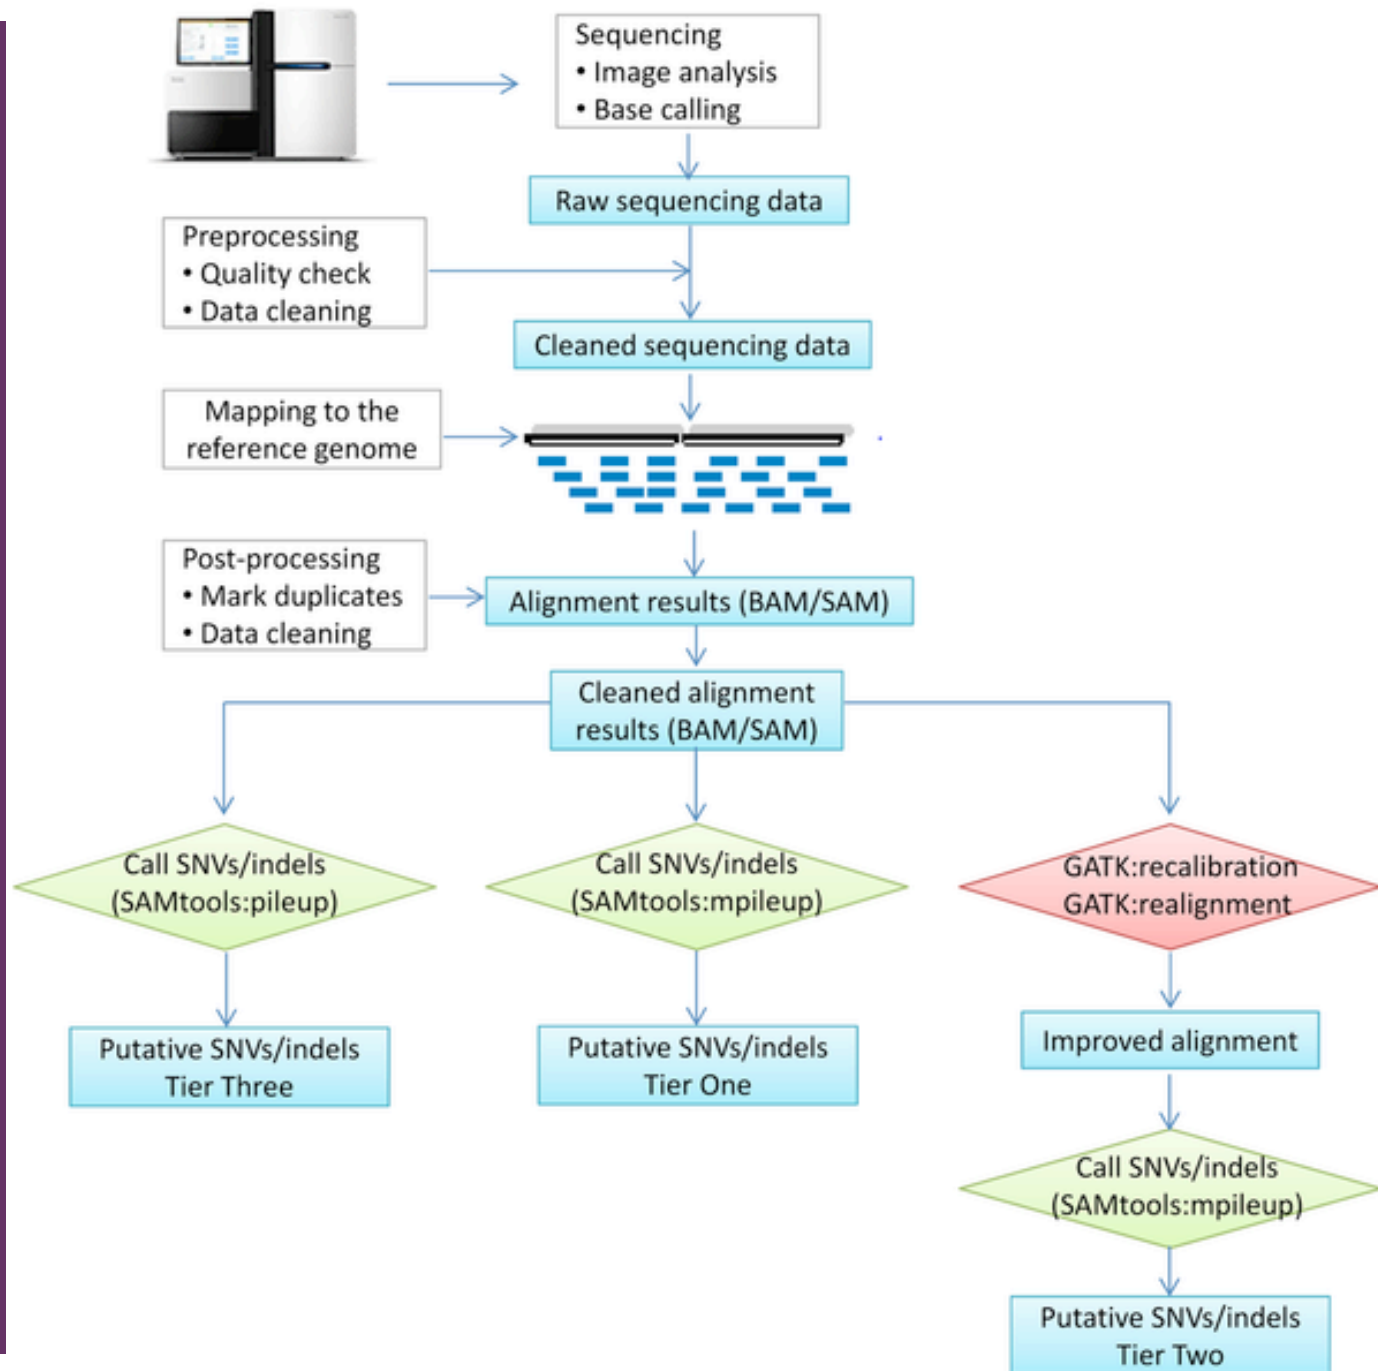 Sequencing
• Image analysis
• Base calling
Raw sequencing data
Preprocessing
• Quality check
• Data cleaning
Cleaned sequencing data
Mapping to the
reference genome
Post-processing
• Mark duplicates
• Data cleaning
Alignment results (BAM/SAM)
Cleaned alignment
results (BAM/SAM)
Call SNVs/indels
(SAMtools:pileup)
Call SNVs/indels
(SAMtools:mpileup)
GATK:recalibration
GATK:realignment
Putative SNVs/indels
Tier Three
Putative SNVs/indels
Tier One
Improved alignment
Call SNVs/indels
(SAMtools:mpileup)
Putative SNVs/indels
Tier Two